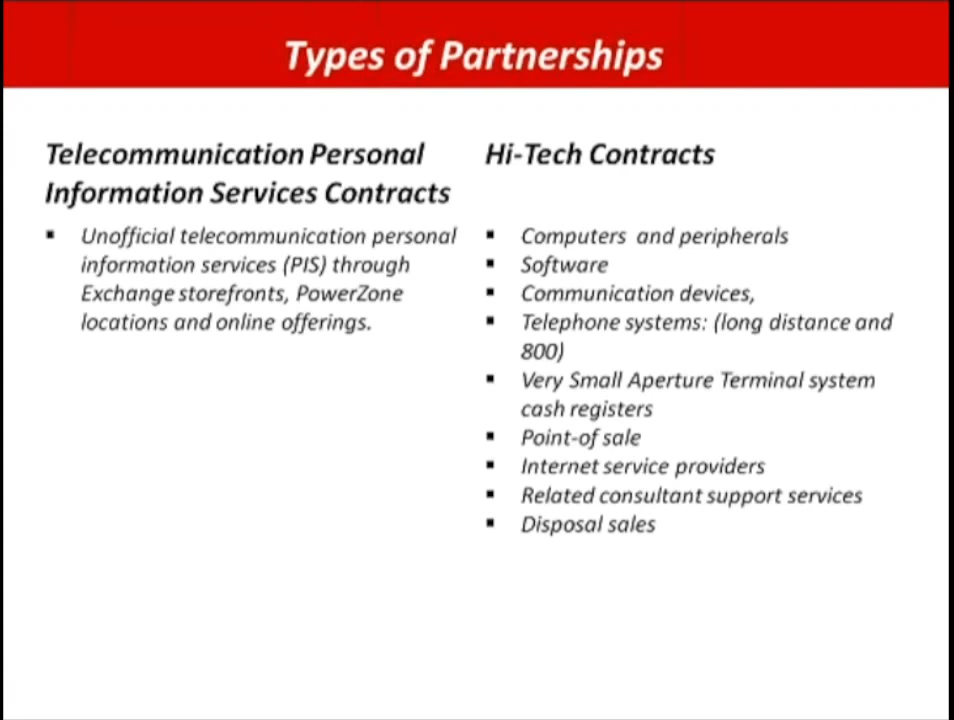 Types of Partnerships
Telecommunication Personal
Information Services Contracts
▪ Unofficial telecommunication personal
information services (PIS) through
Exchange storefronts, PowerZone
locations and online offerings.
Hi-Tech Contracts
▪ Computers and peripherals
▪ Software
▪ Communication devices,
▪ Telephone systems: (long distance and
800)
▪ Very Small Aperture Terminal system
cash registers
▪ Point-of sale
▪ Internet service providers
▪ Related consultant support services
▪ Disposal sales